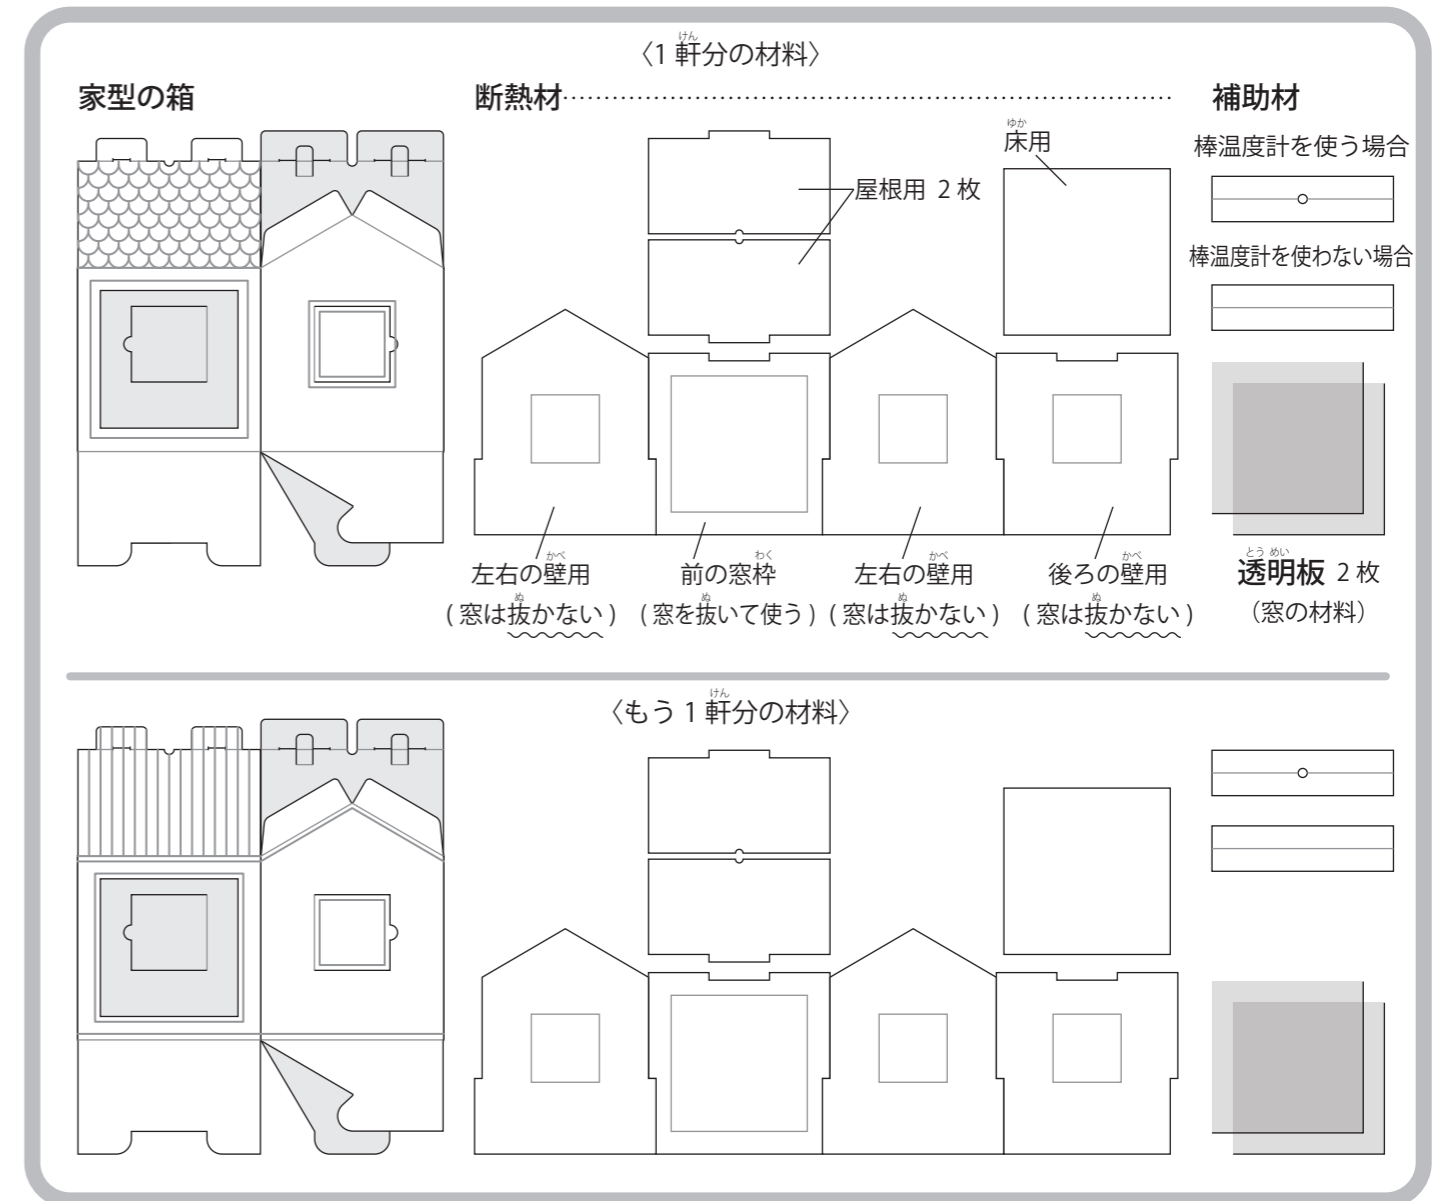 〈1 軒分の材料〉
家型の箱
断熱材
補助材
棒温度計を使う場合
床用
屋根用 2 枚
棒温度計を使わない場合
左右の壁用
(窓は抜かない)
前の窓枠
(窓を抜いて使う)
左右の壁用
(窓は抜かない)
後ろの壁用
(窓は抜かない)
透明板 2 枚
(窓の材料)
〈もう 1 軒分の材料〉